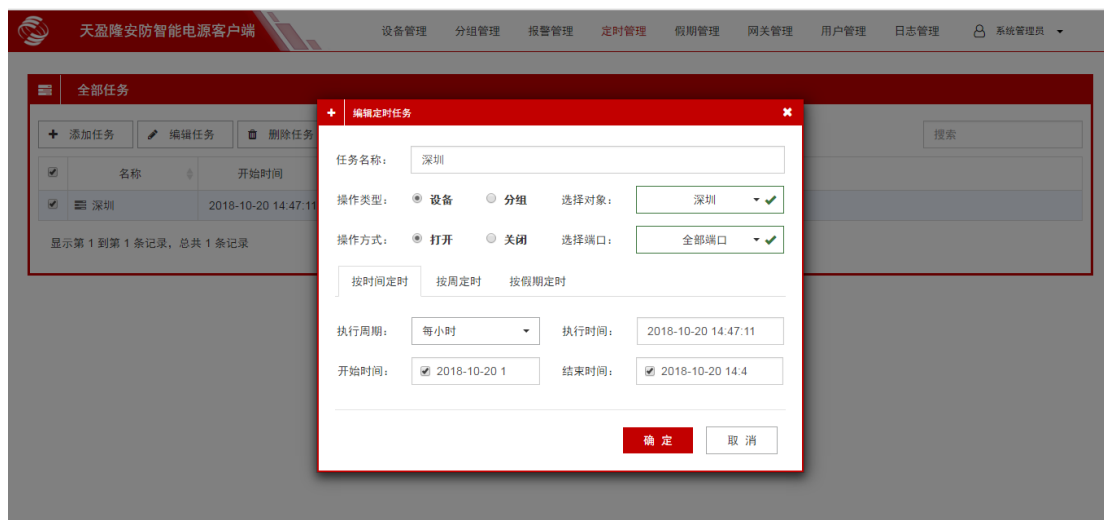 天盈隆安防智能电源客户端 设备管理 分组管理 报警管理 定时管理 假期管理 网关管理 用户管理 日志管理 系统管理员
全部任务
编辑定时任务
添加任务 编辑任务 删除任务 搜索
任务名称： 深圳
名称 开始时间
操作类型： 设备 分组 选择对象： 深圳
深圳 2018-10-20 14:47:11
操作方式： 打开 关闭 选择端口： 全部端口
显示第 1 到第 1 条记录，总共 1 条记录
按时间定时 按周定时 按假期定时
执行周期： 每小时 执行时间： 2018-10-20 14:47:11
开始时间： 2018-10-20 1 结束时间： 2018-10-20 14:4
确 定 取 消